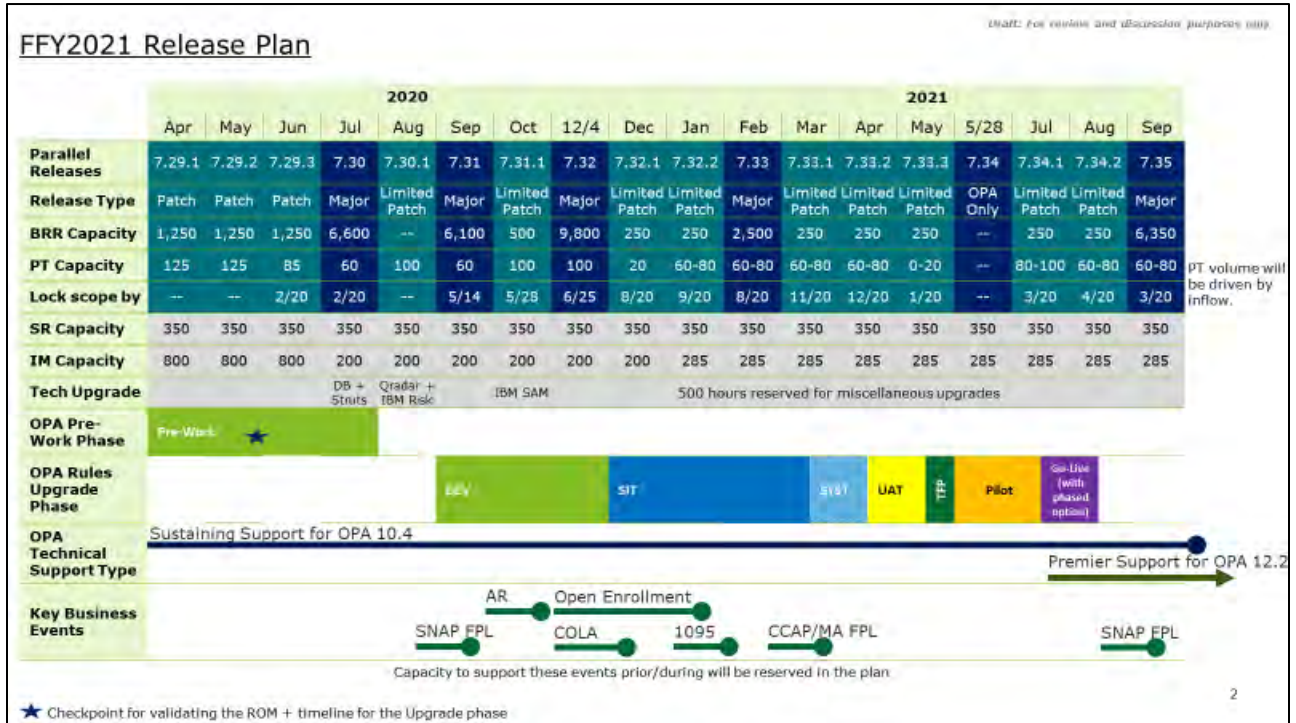 Draft: For review and discussion purposes only
FFY2021 Release Plan
2020 2021
Apr May Jun Jul Aug Sep Oct 12/4 Dec Jan Feb Mar Apr May 5/28 Jul Aug Sep
Parallel Releases 7.29.1 7.29.2 7.29.3 7.30 7.30.1 7.31 7.31.1 7.32 7.32.1 7.32.2 7.33 7.33.1 7.33.2 7.33.3 7.34 7.34.1 7.34.2 7.35
Release Type Patch Patch Patch Major Limited Patch Major Limited Patch Major Limited Patch Limited Patch Major Limited Patch Limited Patch Limited Patch OPA Only Limited Patch Limited Patch Major
BRR Capacity 1,250 1,250 1,250 6,600 -- 6,100 500 9,800 250 250 2,500 250 250 250 -- 250 250 6,350
PT Capacity 125 125 85 60 100 60 100 100 20 60-80 60-80 60-80 60-80 0-20 -- 80-100 60-80 60-80
PT volume will be driven by inflow.
Lock scope by -- -- 2/20 2/20 -- 5/14 5/28 6/25 8/20 9/20 8/20 11/20 12/20 1/20 -- 3/20 4/20 3/20
SR Capacity 350 350 350 350 350 350 350 350 350 350 350 350 350 350 350 350 350 350
IM Capacity 800 800 800 200 200 200 200 200 200 285 285 285 285 285 285 285 285 285
Tech Upgrade DB + Struts Qradar + IBM Risk IBM SAM 500 hours reserved for miscellaneous upgrades
OPA Pre-Work Phase Pre-Work
OPA Rules Upgrade Phase DEV SIT SYST UAT TFP Pilot Go-Live (with phased option)
OPA Technical Support Type
Sustaining Support for OPA 10.4
Premier Support for OPA 12.2
Key Business Events
AR Open Enrollment
SNAP FPL COLA 1095 CCAP/MA FPL SNAP FPL
Capacity to support these events prior/during will be reserved in the plan
2
Checkpoint for validating the ROM + timeline for the Upgrade phase